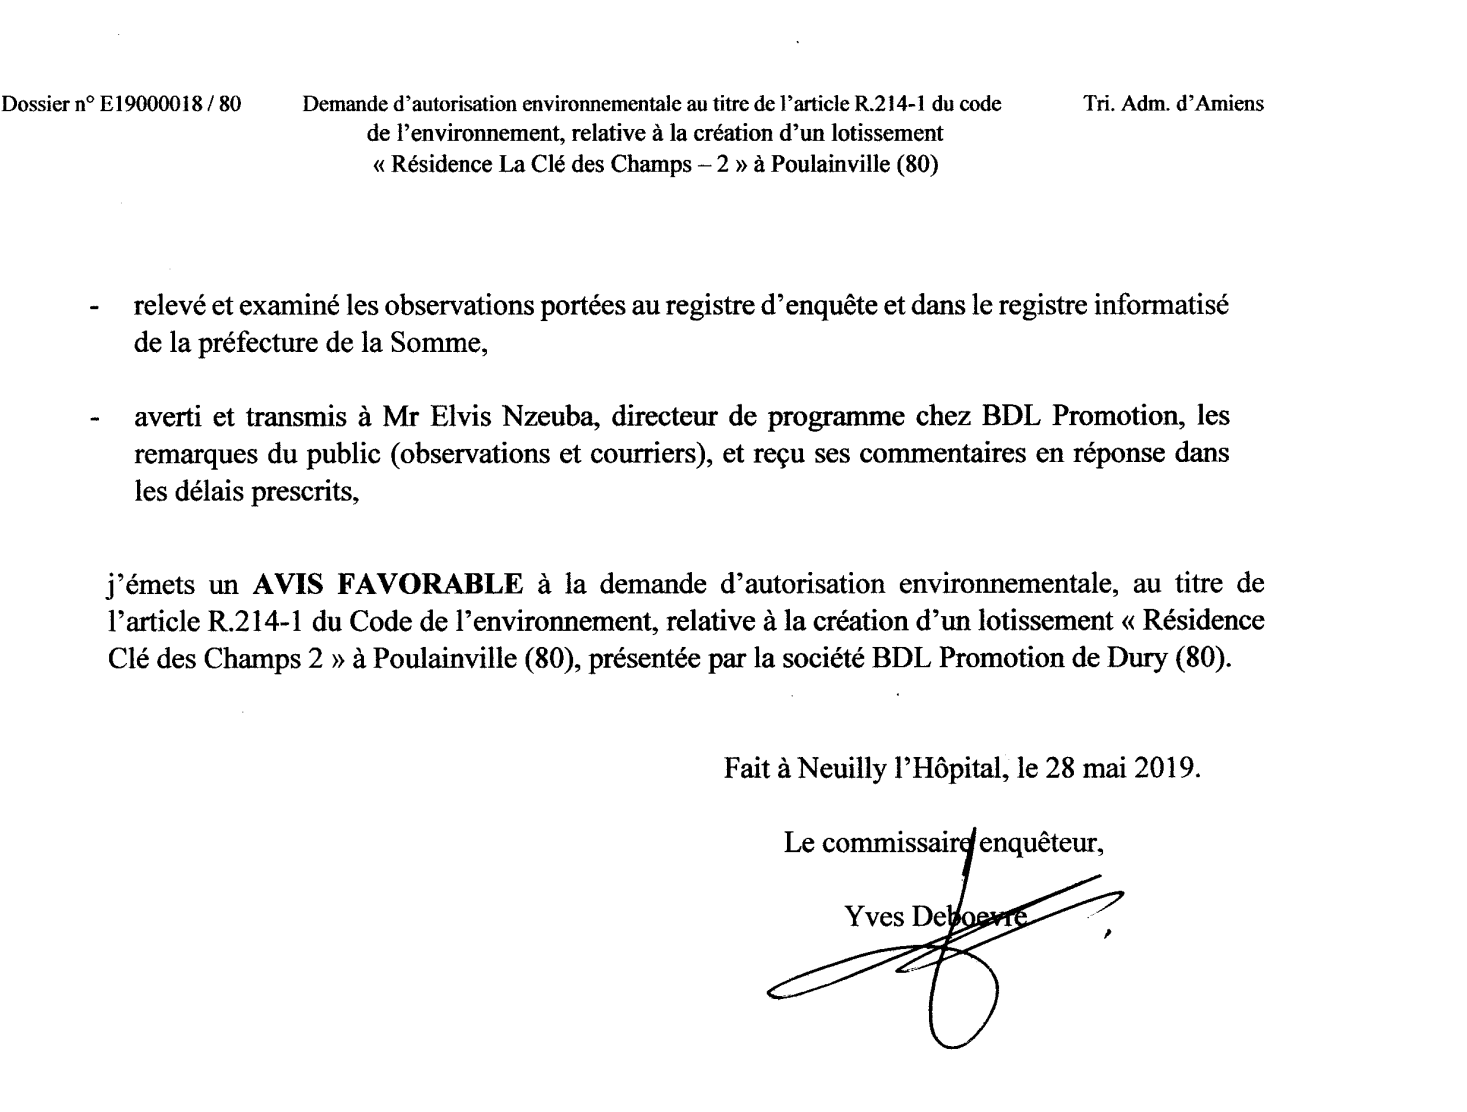 Dossier n° E19000018 / 80 Demande d'autorisation environnementale au titre de l'article R.214-1 du code Tri. Adm. d'Amiens
de l'environnement, relative à la création d'un lotissement
« Résidence La Clé des Champs – 2 » à Poulainville (80)
- relevé et examiné les observations portées au registre d'enquête et dans le registre informatisé
de la préfecture de la Somme,
- averti et transmis à Mr Elvis Nzeuba, directeur de programme chez BDL Promotion, les
remarques du public (observations et courriers), et reçu ses commentaires en réponse dans
les délais prescrits,
j'émets un AVIS FAVORABLE à la demande d'autorisation environnementale, au titre de
l'article R.214-1 du Code de l'environnement, relative à la création d'un lotissement « Résidence
Clé des Champs 2 » à Poulainville (80), présentée par la société BDL Promotion de Dury (80).
Fait à Neuilly l'Hôpital, le 28 mai 2019.
Le commissaire enquêteur,
Yves Deboevre